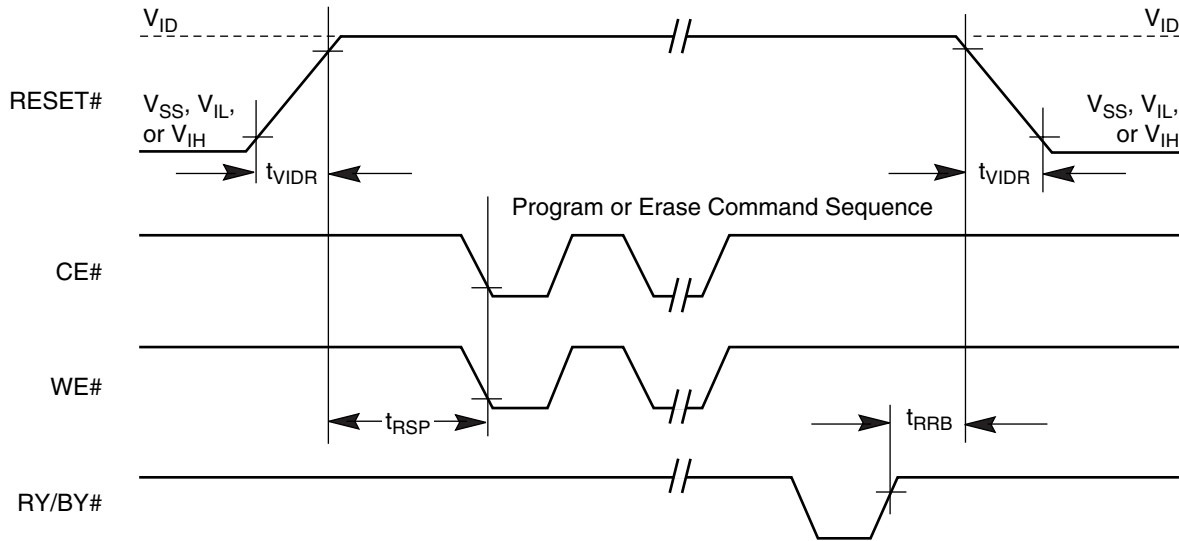 V_ID
V_ID
RESET#
V_SS, V_IL,
or V_IH
V_SS, V_IL,
or V_IH
t_VIDR
t_VIDR
Program or Erase Command Sequence
CE#
WE#
t_RSP
t_RRB
RY/BY#